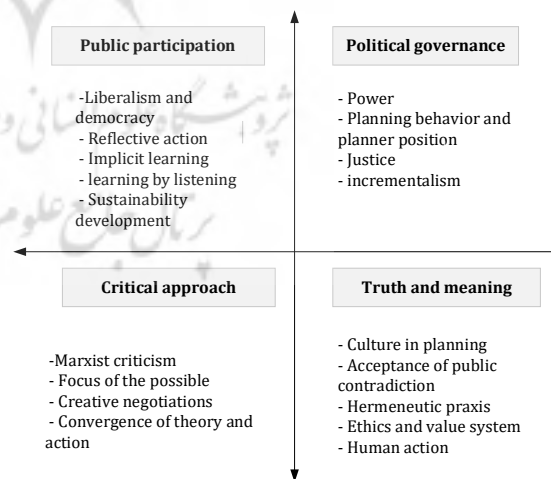 Public participation
-Liberalism and
democracy
- Reflective action
- Implicit learning
- learning by listening
- Sustainability
development
Political governance
- Power
- Planning behavior and
planner position
- Justice
- incrementalism
Critical approach
-Marxist criticism
- Focus of the possible
- Creative negotiations
- Convergence of theory and
action
Truth and meaning
- Culture in planning
- Acceptance of public
contradiction
- Hermeneutic praxis
- Ethics and value system
- Human action